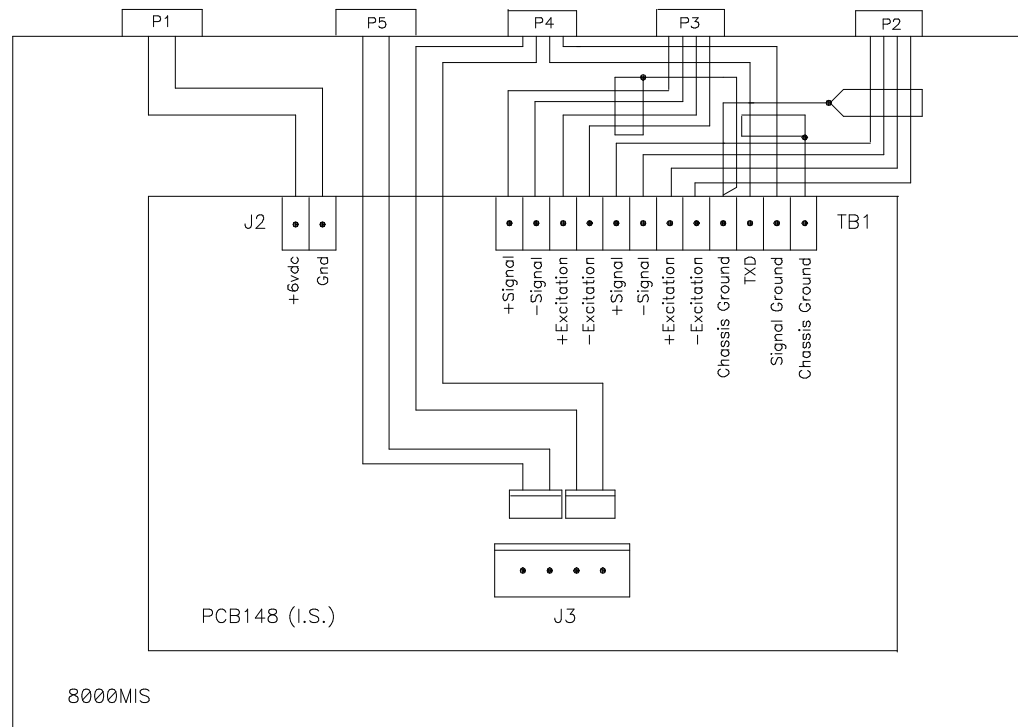 P1
P5
P4
P3
P2
J2
TB1
+6vdc
Gnd
+Signal
-Signal
+Excitation
-Excitation
+Signal
-Signal
+Excitation
-Excitation
Chassis Ground
TXD
Signal Ground
Chassis Ground
PCB148 (I.S.)
J3
8000MIS